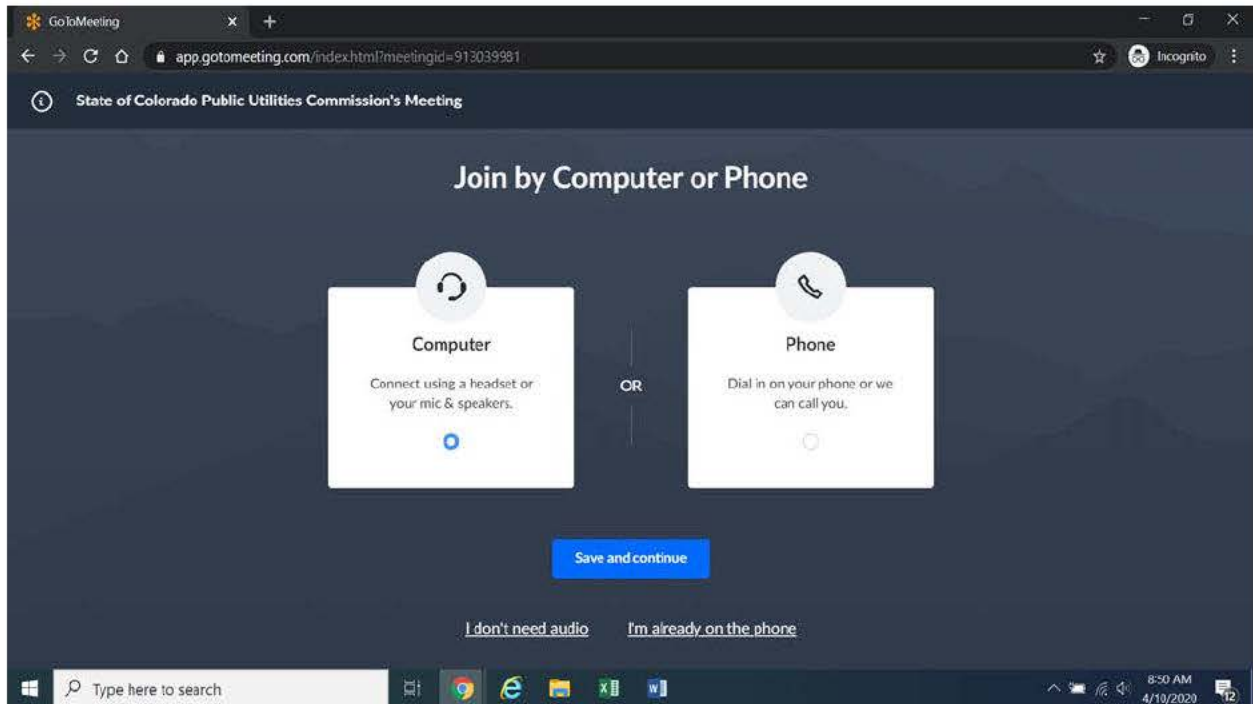 GoToMeeting
app.gotomeeting.com/index.html?meetingid=913039981
Incognito
State of Colorado Public Utilities Commission's Meeting
Join by Computer or Phone
Computer
Connect using a headset or
your mic & speakers.
OR
Phone
Dial in on your phone or we
can call you.
Save and continue
I don't need audio
I'm already on the phone
Type here to search
8:50 AM
4/10/2020
12